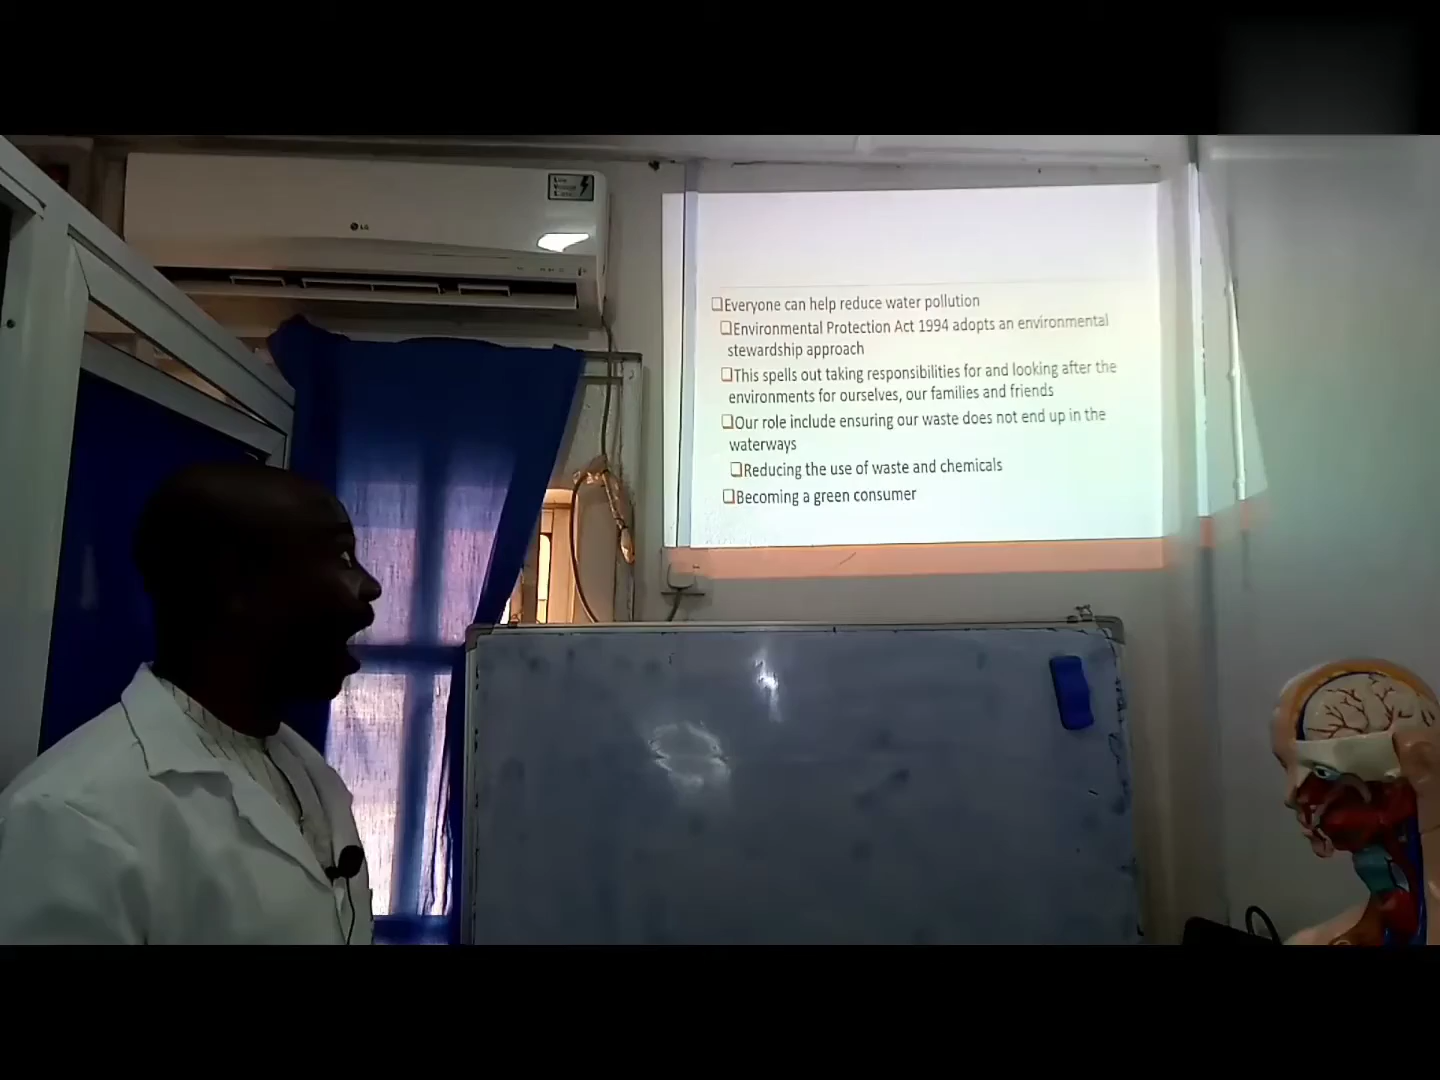 LG
❑Everyone can help reduce water pollution
❑Environmental Protection Act 1994 adopts an environmental
stewardship approach
❑This spells out taking responsibilities for and looking after the
environments for ourselves, our families and friends
❑Our role include ensuring our waste does not end up in the
waterways
❑Reducing the use of waste and chemicals
❑Becoming a green consumer